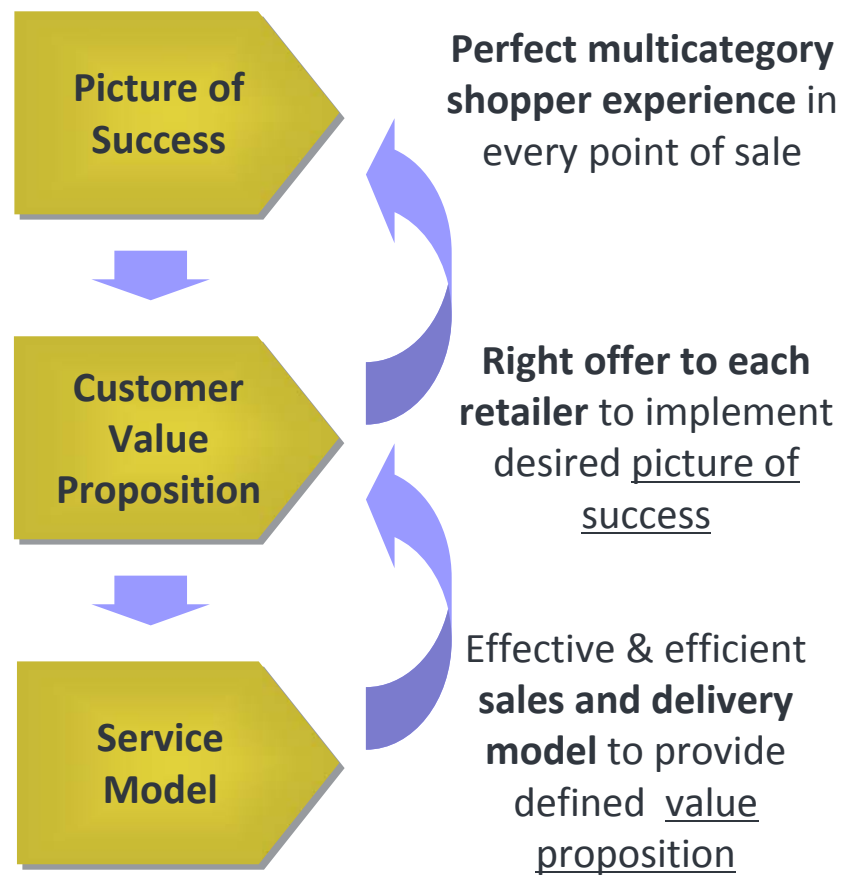 Picture of
Success
Perfect multicategory
shopper experience in
every point of sale
Customer
Value
Proposition
Right offer to each
retailer to implement
desired picture of
success
Service
Model
Effective & efficient
sales and delivery
model to provide
defined value
proposition